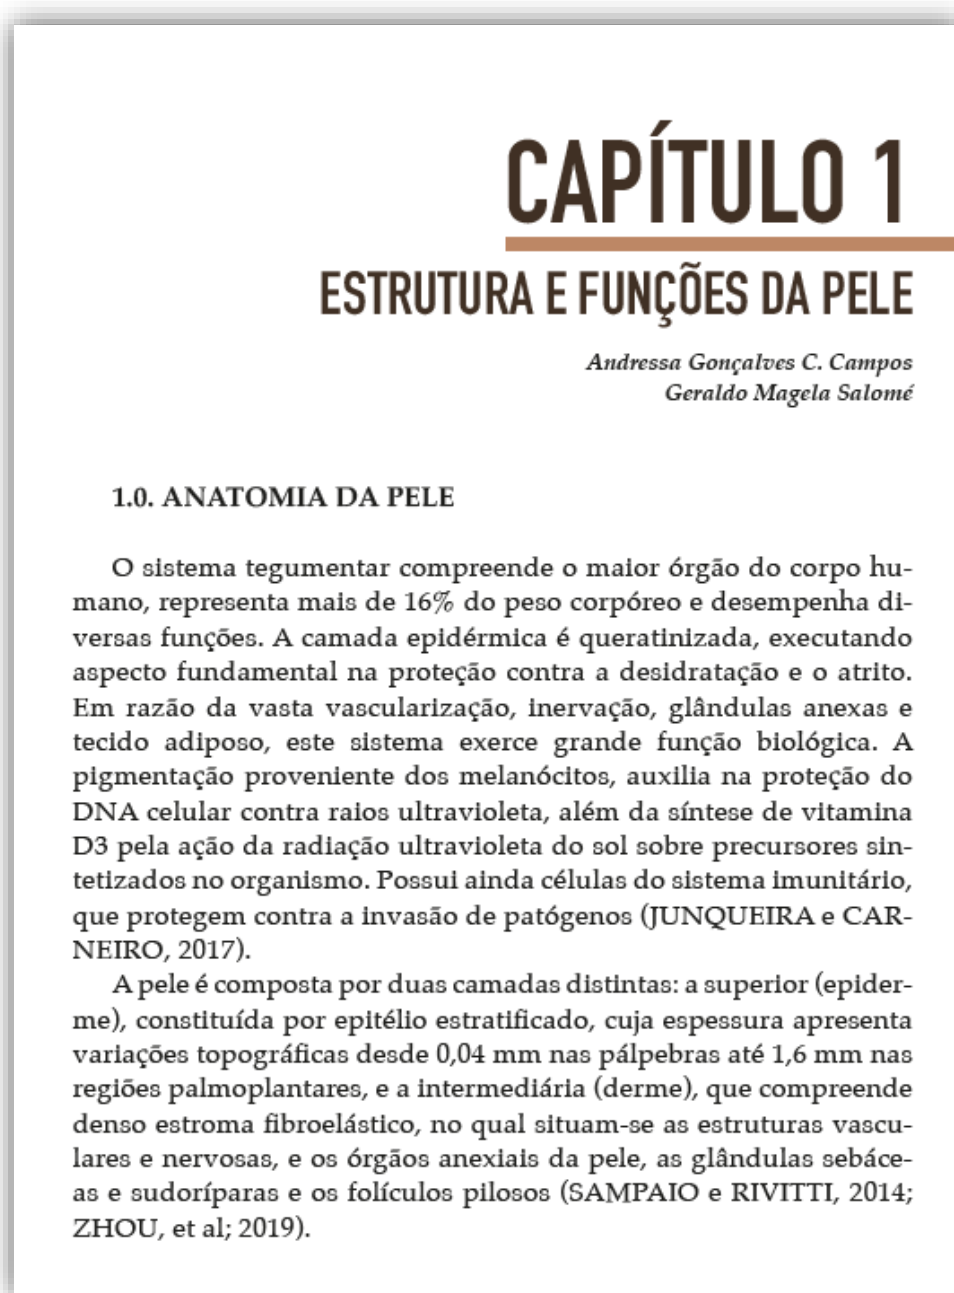 CAPÍTULO 1
ESTRUTURA E FUNÇÕES DA PELE
Andressa Gonçalves C. Campos
Geraldo Magela Salomé
1.0. ANATOMIA DA PELE
O sistema tegumentar compreende o maior órgão do corpo hu-
mano, representa mais de 16% do peso corpóreo e desempenha di-
versas funções. A camada epidérmica é queratinizada, executando
aspecto fundamental na proteção contra a desidratação e o atrito.
Em razão da vasta vascularização, inervação, glândulas anexas e
tecido adiposo, este sistema exerce grande função biológica. A
pigmentação proveniente dos melanócitos, auxilia na proteção do
DNA celular contra raios ultravioleta, além da síntese de vitamina
D3 pela ação da radiação ultravioleta do sol sobre precursores sin-
tetizados no organismo. Possui ainda células do sistema imunitário,
que protegem contra a invasão de patógenos (JUNQUEIRA e CAR-
NEIRO, 2017).
A pele é composta por duas camadas distintas: a superior (epider-
me), constituída por epitélio estratificado, cuja espessura apresenta
variações topográficas desde 0,04 mm nas pálpebras até 1,6 mm nas
regiões palmoplantares, e a intermediária (derme), que compreende
denso estroma fibroelástico, no qual situam-se as estruturas vascu-
lares e nervosas, e os órgãos anexiais da pele, as glândulas sebáce-
as e sudoríparas e os folículos pilosos (SAMPAIO e RIVITTI, 2014;
ZHOU, et al; 2019).